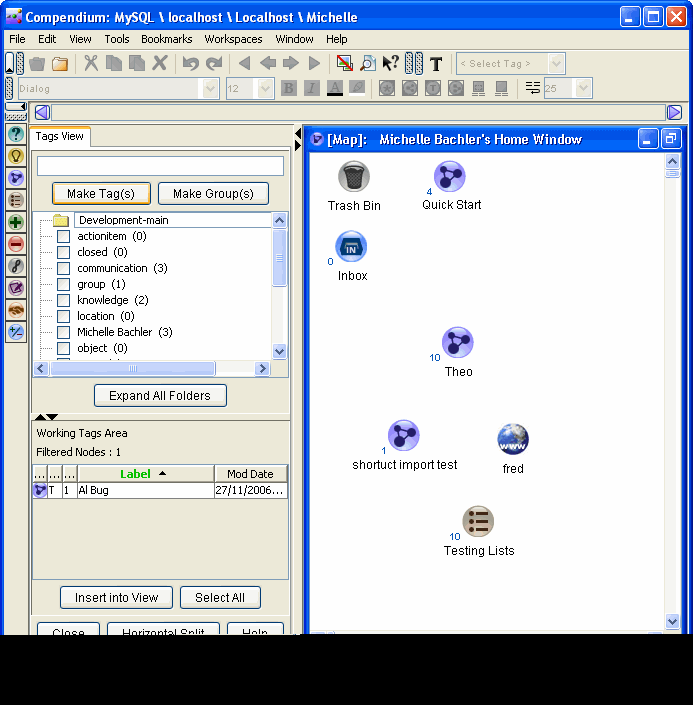 Compendium: MySQL \ localhost \ Localhost \ Michelle
File Edit View Tools Bookmarks Workspaces Window Help
T < Select Tag >
Dialog 12 B I A 25
Tags View
Make Tag(s) Make Group(s)
Development-main
actionitem (0)
closed (0)
communication (3)
group (1)
knowledge (2)
location (0)
Michelle Bachler (3)
object (0)
Expand All Folders
Working Tags Area
Filtered Nodes : 1
... ... ... Label Mod Date
T 1 Al Bug 27/11/2006...
Insert into View Select All
Close Horizontal Split Help
[Map]: Michelle Bachler's Home Window
Trash Bin
4
Quick Start
IN
0
Inbox
10
Theo
1
shortuct import test
WWW
fred
10
Testing Lists